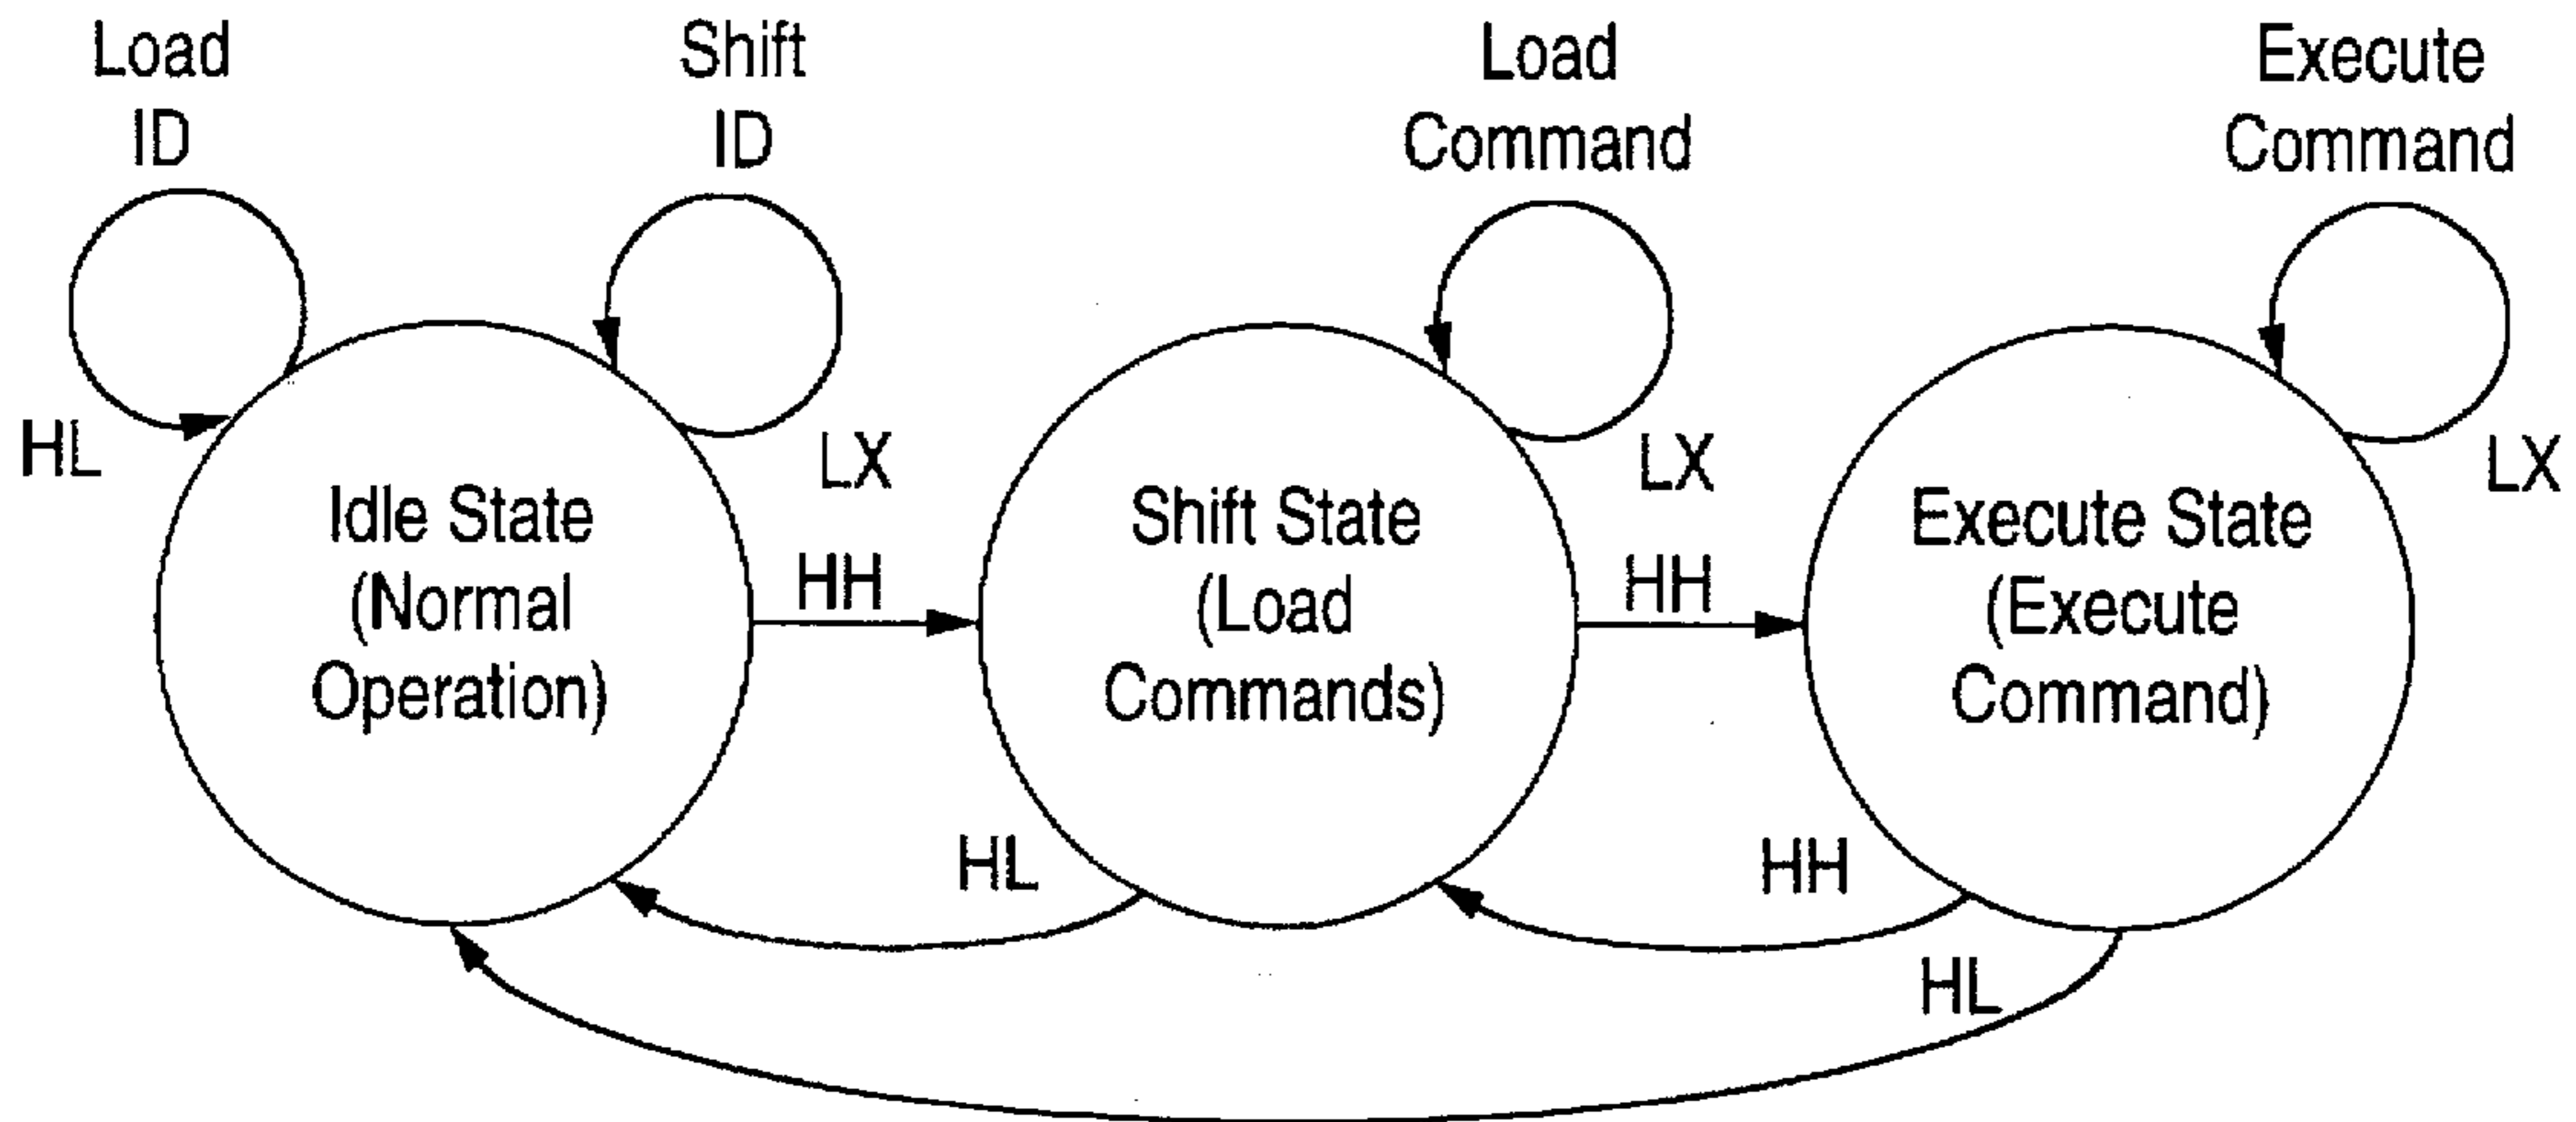 Load
ID
Shift
ID
Load
Command
Execute
Command
HL
LX
LX
LX
Idle State
(Normal
Operation)
HH
Shift State
(Load
Commands)
HH
Execute State
(Execute
Command)
HL
HH
HL